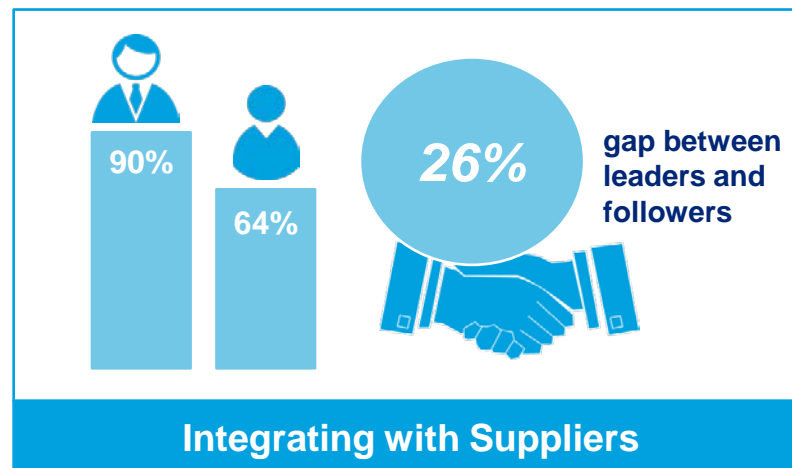 90%
64%
26%
gap between
leaders and
followers
Integrating with Suppliers